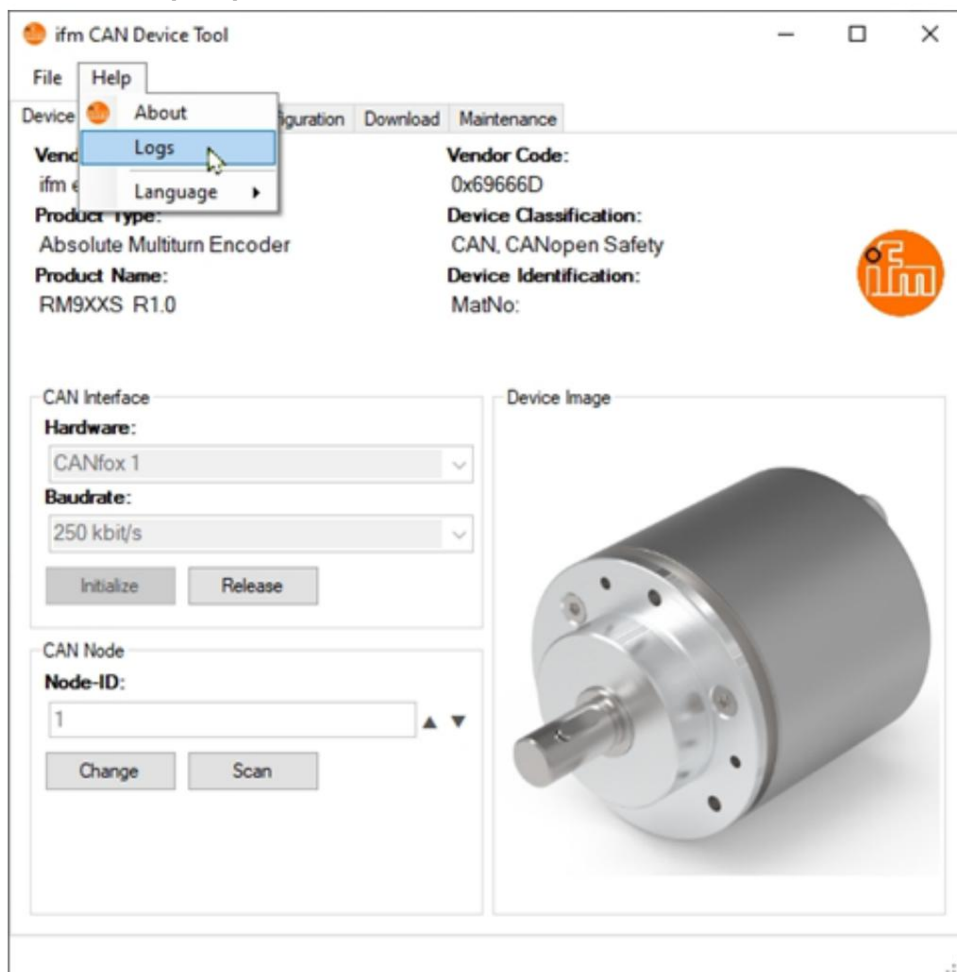 ifm CAN Device Tool
File Help
Device About Configuration Download Maintenance
Logs
Language
Vendor Code:
0x69666D
Product Type: Device Classification:
Absolute Multiturn Encoder CAN, CANopen Safety
Product Name: Device Identification:
RM9XXS R1.0 MatNo:
ifm
CAN Interface Device Image
Hardware:
CANfox 1
Baudrate:
250 kbit/s
Initialize Release
CAN Node
Node-ID:
1
Change Scan